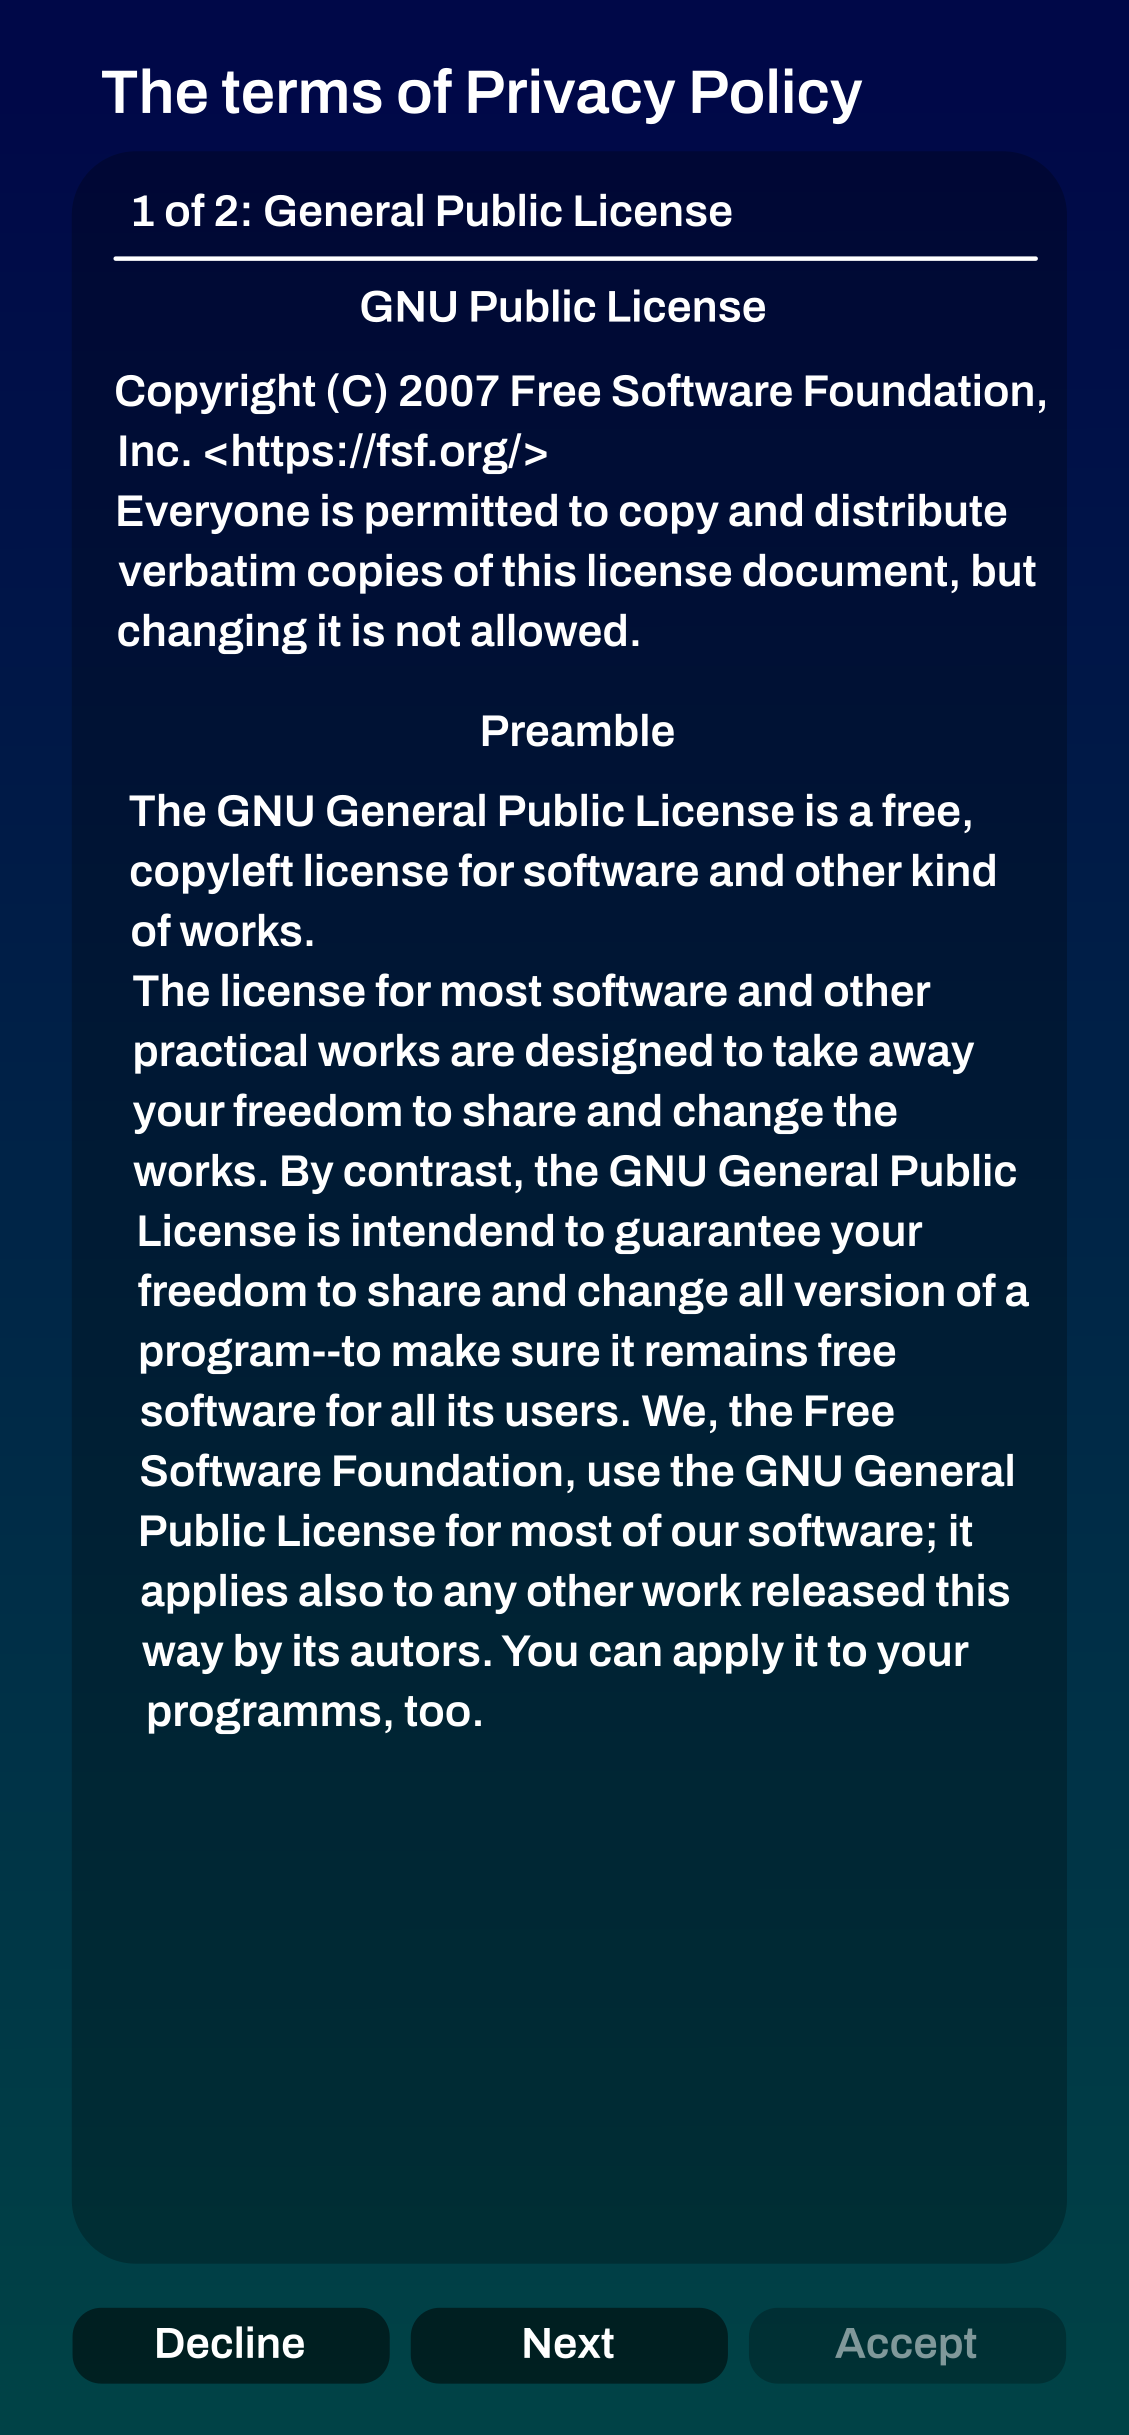 The terms of Privacy Policy
1 of 2: General Public License
GNU Public License
Copyright (C) 2007 Free Software Foundation,
Inc. <https://fsf.org/>
Everyone is permitted to copy and distribute
verbatim copies of this license document, but
changing it is not allowed.
Preamble
The GNU General Public License is a free,
copyleft license for software and other kind
of works.
The license for most software and other
practical works are designed to take away
your freedom to share and change the
works. By contrast, the GNU General Public
License is intendend to guarantee your
freedom to share and change all version of a
program--to make sure it remains free
software for all its users. We, the Free
Software Foundation, use the GNU General
Public License for most of our software; it
applies also to any other work released this
way by its autors. You can apply it to your
programms, too.
Decline
Next
Accept